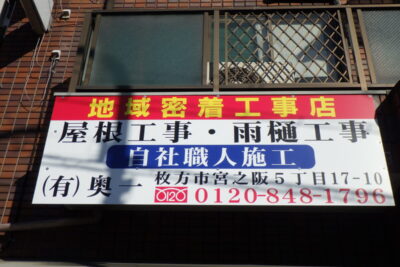 地域密着工事店
屋根工事・雨樋工事
自社職人施工
(有)奥一 枚方市宮之阪5丁目17-10
0120 0120-848-1796